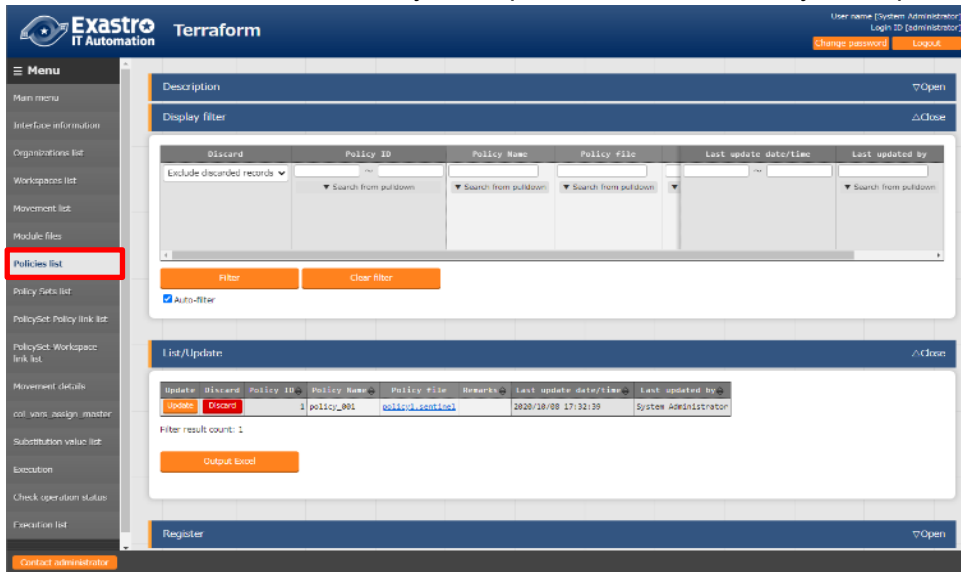 Exastro
IT Automation
Terraform
User name [System Administrator]
Login ID [administrator]
Change password
Logout
☰ Menu
Main menu
Interface information
Organizations list
Workspaces list
Movement list
Module files
Policies list
Policy Sets list
PolicySet-Policy link list
PolicySet-Workspace
link list
Movement details
col_vars_assign_master
Substitution value list
Execution
Check operation status
Execution list
Contact administrator
Description ▽Open
Display filter △Close
Discard Policy ID Policy Name Policy file Last update date/time Last updated by
Exclude discarded records ~ ~
▼ Search from pulldown ▼ Search from pulldown ▼ Search from pulldown ▼ ▼ Search from pulldown
Filter Clear filter
Auto-filter
List/Update △Close
Update Discard Policy ID Policy Name Policy file Remarks Last update date/time Last updated by
Update Discard 1 policy_001 policy1.sentinel 2020/10/08 17:32:39 System Administrator
Filter result count: 1
Output Excel
Register ▽Open